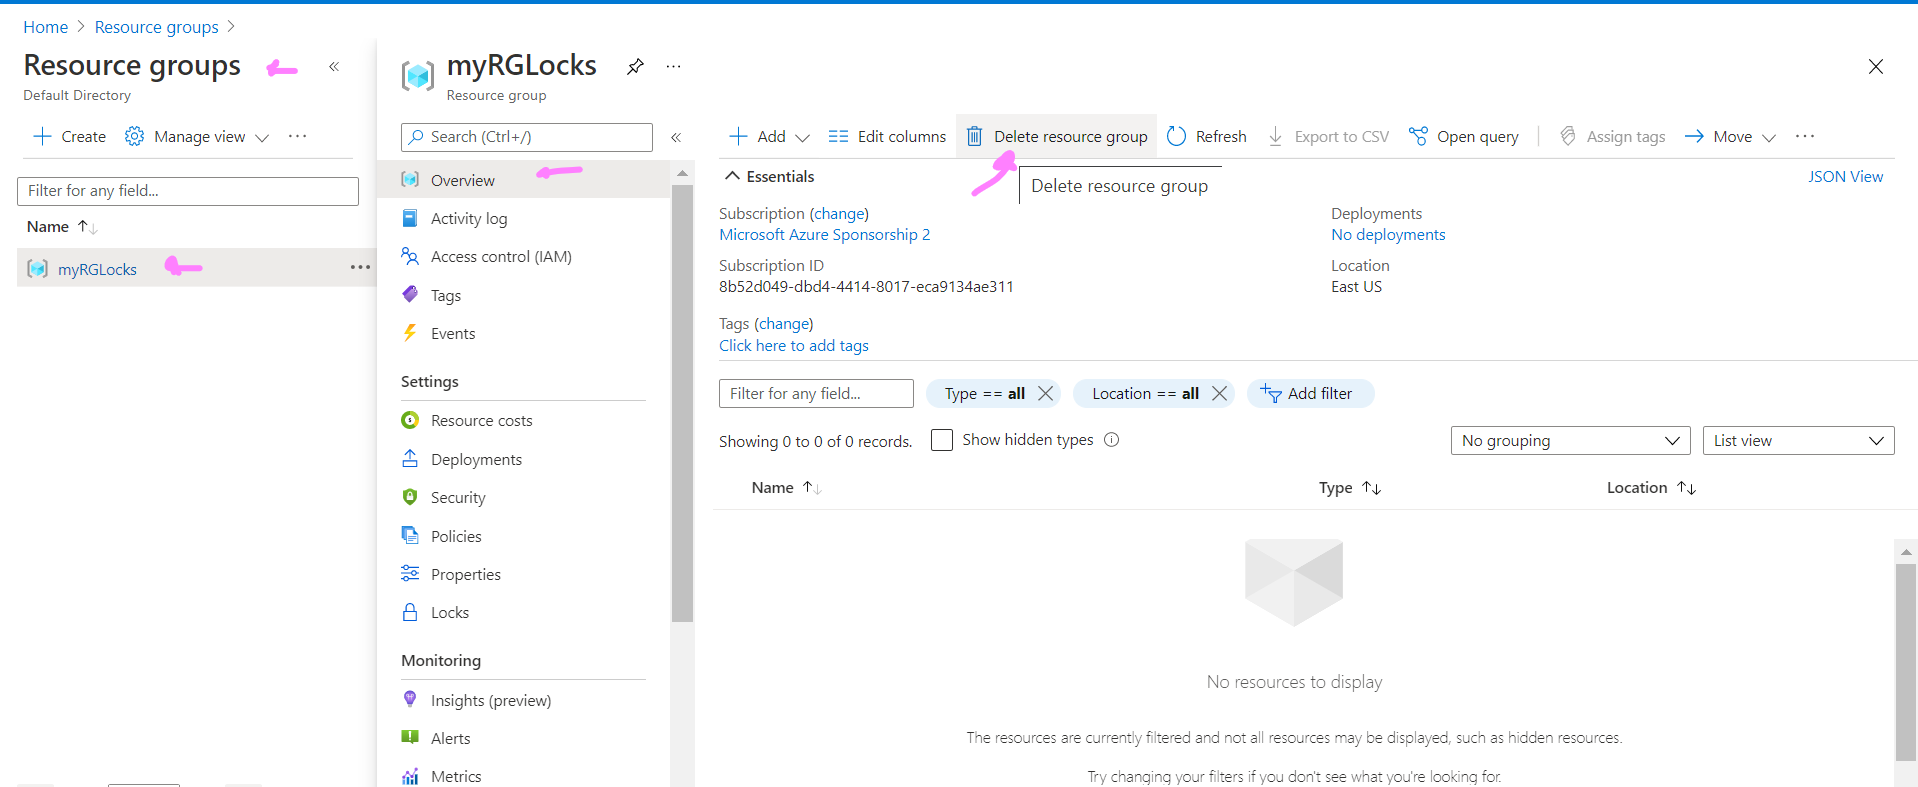 Home > Resource groups >
Resource groups
«
Default Directory
+ Create
Manage view
...
Filter for any field...
Name ↑↓
myRGLocks
...
myRGLocks
...
Resource group
Search (Ctrl+/)
«
Overview
Activity log
Access control (IAM)
Tags
Events
Settings
Resource costs
Deployments
Security
Policies
Properties
Locks
Monitoring
Insights (preview)
Alerts
Metrics
+ Add
Edit columns
Delete resource group
Refresh
Export to CSV
Open query
Assign tags
Move
...
Delete resource group
Essentials
JSON View
Subscription (change)
Microsoft Azure Sponsorship 2
Subscription ID
8b52d049-dbd4-4414-8017-eca9134ae311
Tags (change)
Click here to add tags
Deployments
No deployments
Location
East US
Filter for any field...
Type == all
Location == all
Add filter
Showing 0 to 0 of 0 records.
Show hidden types
No grouping
List view
Name ↑↓
Type ↑↓
Location ↑↓
No resources to display
The resources are currently filtered and not all resources may be displayed, such as hidden resources.
Try changing your filters if you don't see what you're looking for.